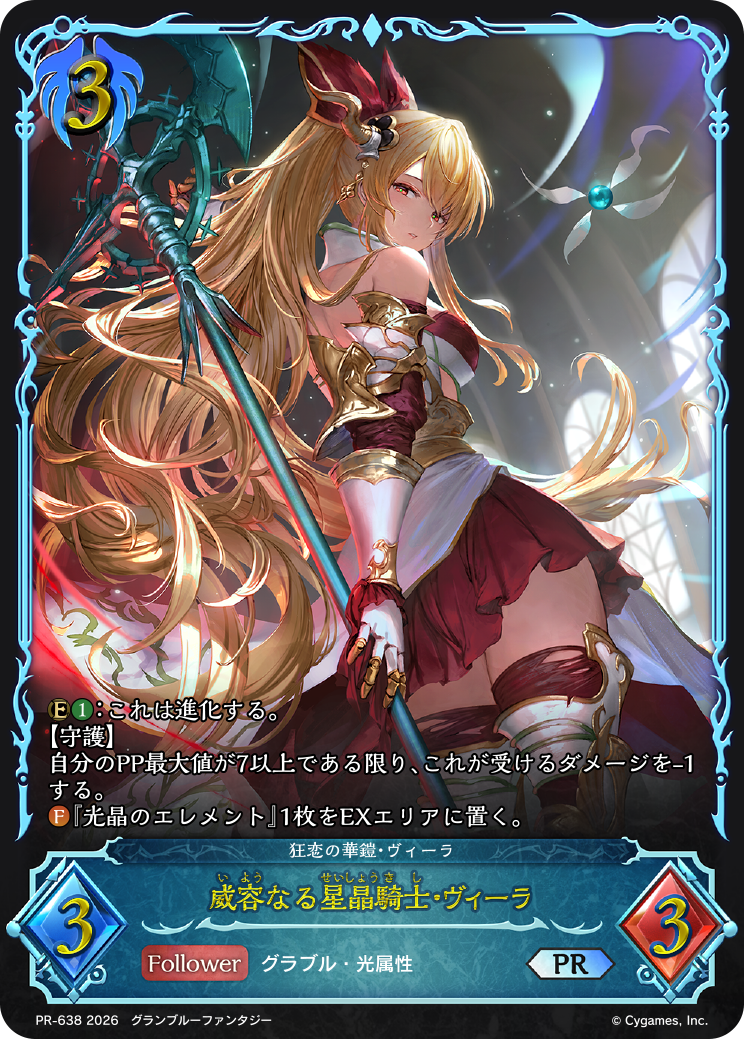 3
E 1：これは進化する。
【守護】
自分のPP最大値が7以上である限り、これが受けるダメージを-1
する。
F 『光晶のエレメント』1枚をEXエリアに置く。
狂恋の華鎧・ヴィーラ
いよう せいしょうきし
威容なる星晶騎士・ヴィーラ
3
3
Follower グラブル・光属性 PR
PR-638 2026 グランブルーファンタジー © Cygames, Inc.